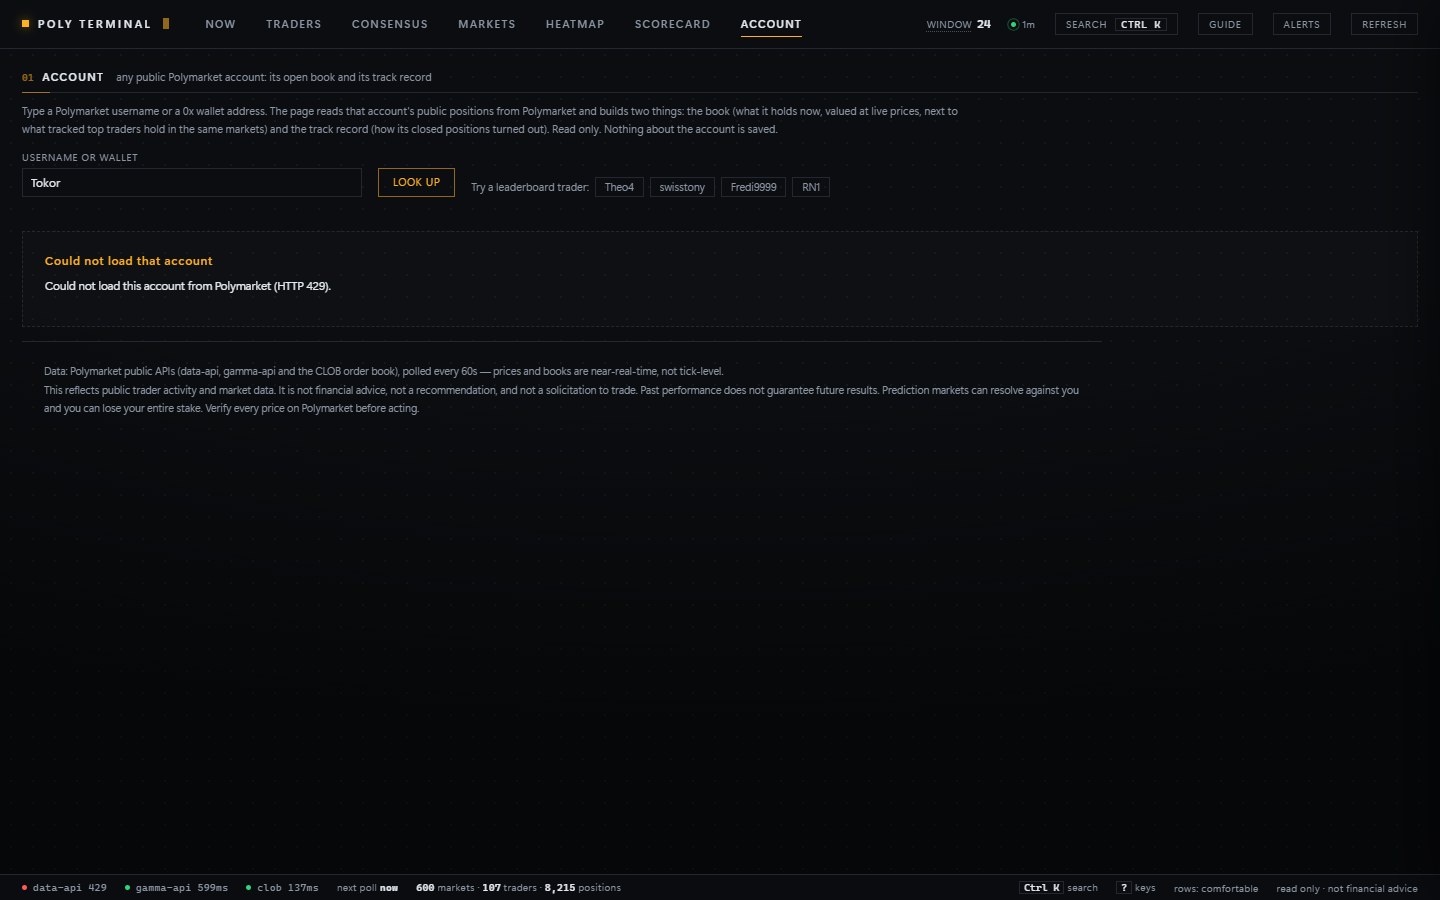 POLY TERMINAL NOW TRADERS CONSENSUS MARKETS HEATMAP SCORECARD ACCOUNT WINDOW 24 1m SEARCH CTRL K GUIDE ALERTS REFRESH
01 ACCOUNT any public Polymarket account: its open book and its track record
Type a Polymarket username or a 0x wallet address. The page reads that account's public positions from Polymarket and builds two things: the book (what it holds now, valued at live prices, next to
what tracked top traders hold in the same markets) and the track record (how its closed positions turned out). Read only. Nothing about the account is saved.
USERNAME OR WALLET
Tokor LOOK UP Try a leaderboard trader: Theo4 swisstony Fredi9999 RN1
Could not load that account
Could not load this account from Polymarket (HTTP 429).
Data: Polymarket public APIs (data-api, gamma-api and the CLOB order book), polled every 60s — prices and books are near-real-time, not tick-level.
This reflects public trader activity and market data. It is not financial advice, not a recommendation, and not a solicitation to trade. Past performance does not guarantee future results. Prediction markets can resolve against you
and you can lose your entire stake. Verify every price on Polymarket before acting.
data-api 429 gamma-api 599ms clob 137ms next poll now 600 markets · 107 traders · 8,215 positions Ctrl K search ? keys rows: comfortable read only · not financial advice